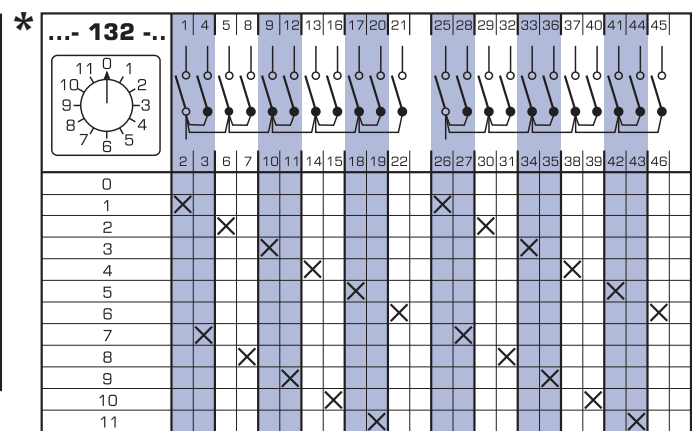 * ...- 132 -.. 1 4 5 8 9 12 13 16 17 20 21 25 28 29 32 33 36 37 40 41 44 45
0 1 2 3 4 5 6 7 8 9 10 11
2 3 6 7 10 11 14 15 18 19 22 26 27 30 31 34 35 38 39 42 43 46
0
1 X X
2 X X
3 X X
4 X X
5 X X
6 X X
7 X X
8 X X
9 X X
10 X X
11 X X